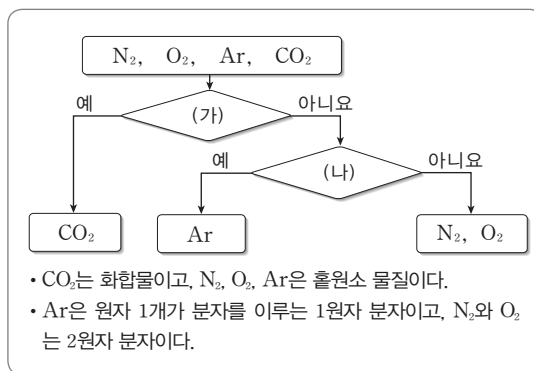 N₂, O₂, Ar, CO₂
예
(가)
아니요
예
(나)
아니요
CO₂
Ar
N₂, O₂
• CO₂는 화합물이고, N₂, O₂, Ar은 홑원소 물질이다.
• Ar은 원자 1개가 분자를 이루는 1원자 분자이고, N₂와 O₂
는 2원자 분자이다.